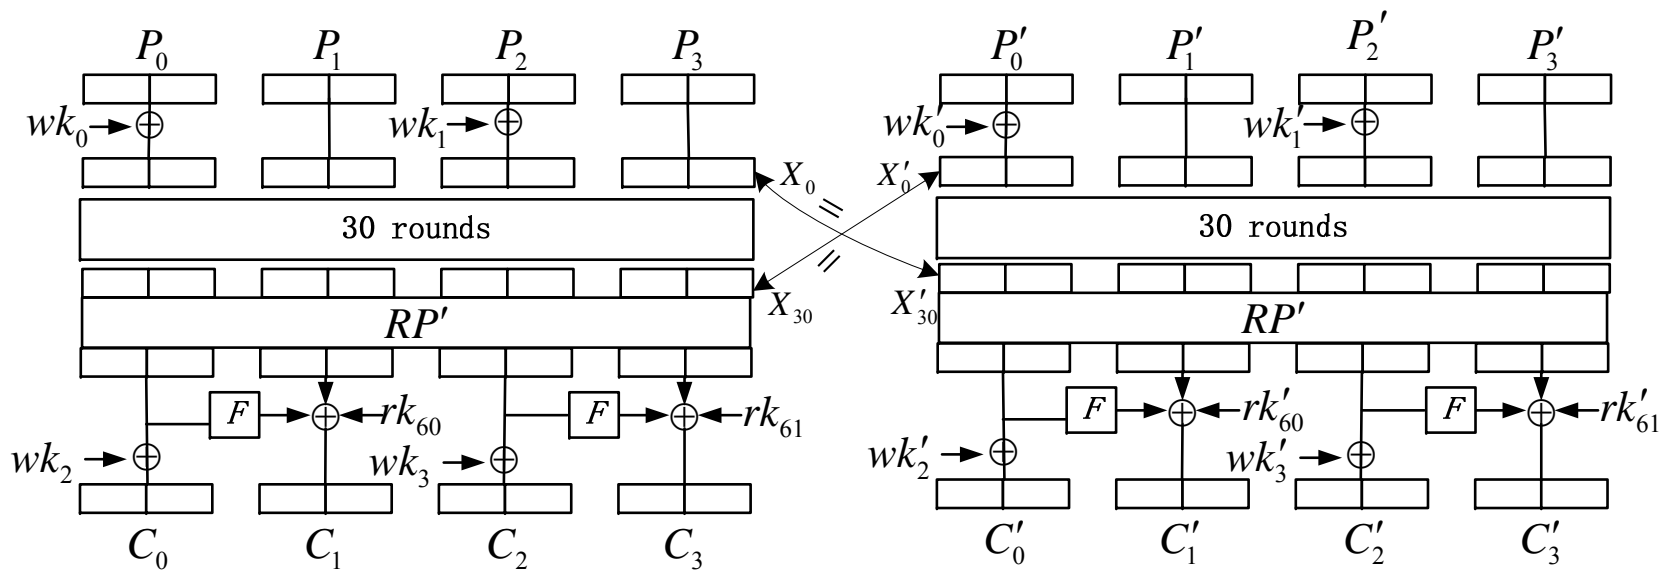 P₀ P₁ P₂ P₃ P′₀ P′₁ P′₂ P′₃
wk₀ wk₁ wk′₀ wk′₁
X₀ X′₀
=
30 rounds 30 rounds
=
X₃₀ X′₃₀
RP′ RP′
F rk₆₀ F rk₆₁ F rk′₆₀ F rk′₆₁
wk₂ wk₃ wk′₂ wk′₃
C₀ C₁ C₂ C₃ C′₀ C′₁ C′₂ C′₃